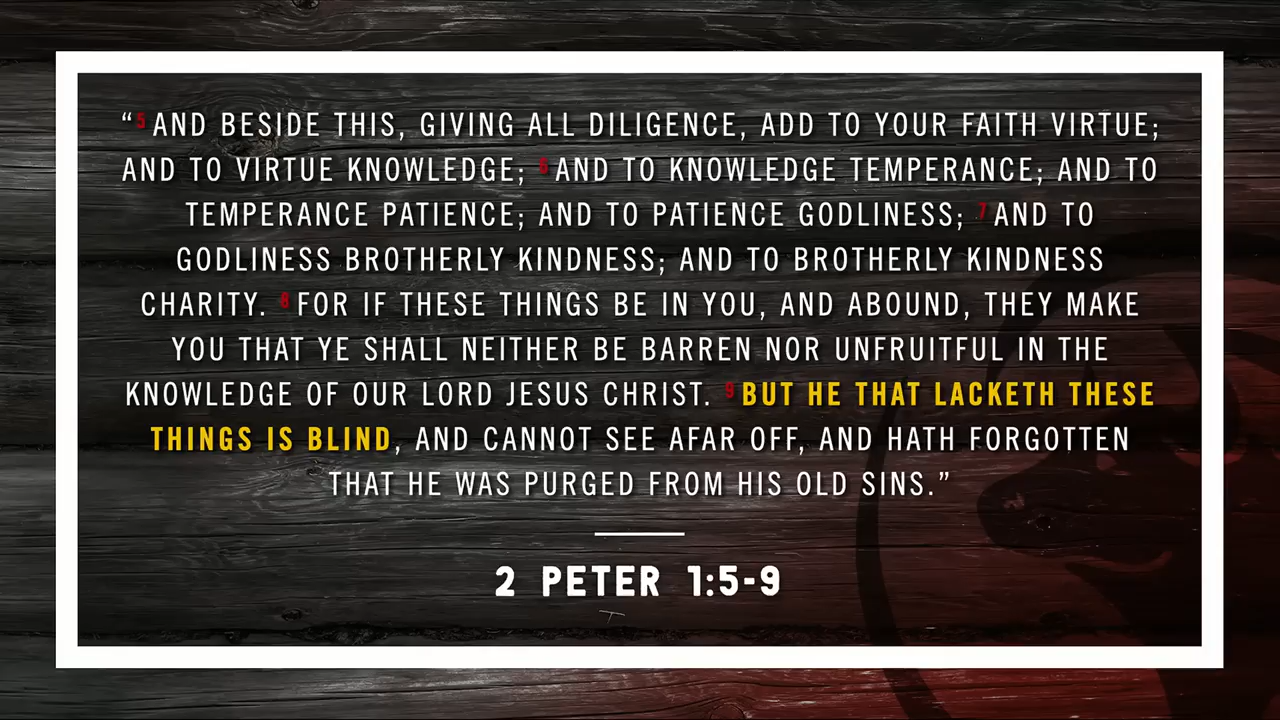 “5 AND BESIDE THIS, GIVING ALL DILIGENCE, ADD TO YOUR FAITH VIRTUE;
AND TO VIRTUE KNOWLEDGE; 6 AND TO KNOWLEDGE TEMPERANCE; AND TO
TEMPERANCE PATIENCE; AND TO PATIENCE GODLINESS; 7 AND TO
GODLINESS BROTHERLY KINDNESS; AND TO BROTHERLY KINDNESS
CHARITY. 8 FOR IF THESE THINGS BE IN YOU, AND ABOUND, THEY MAKE
YOU THAT YE SHALL NEITHER BE BARREN NOR UNFRUITFUL IN THE
KNOWLEDGE OF OUR LORD JESUS CHRIST. 9 BUT HE THAT LACKETH THESE
THINGS IS BLIND, AND CANNOT SEE AFAR OFF, AND HATH FORGOTTEN
THAT HE WAS PURGED FROM HIS OLD SINS.”
2 PETER 1:5-9